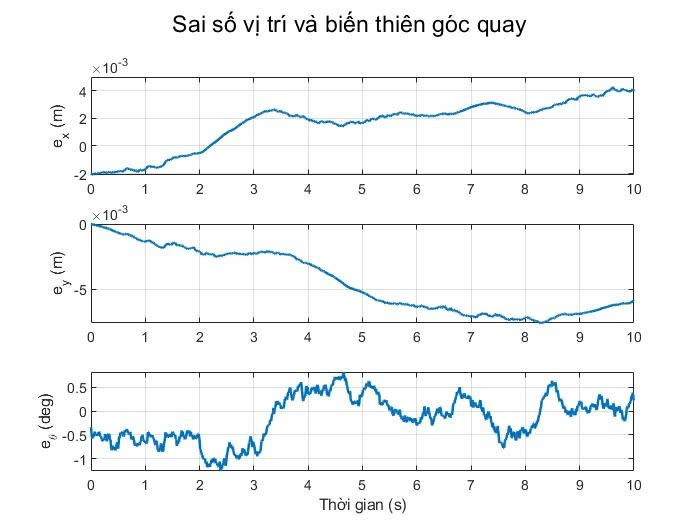 Sai số vị trí và biến thiên góc quay
×10⁻³
4
2
0
-2
e_x (m)
0 1 2 3 4 5 6 7 8 9 10
×10⁻³
0
-5
e_y (m)
0 1 2 3 4 5 6 7 8 9 10
0.5
0
-0.5
-1
e_θ (deg)
0 1 2 3 4 5 6 7 8 9 10
Thời gian (s)